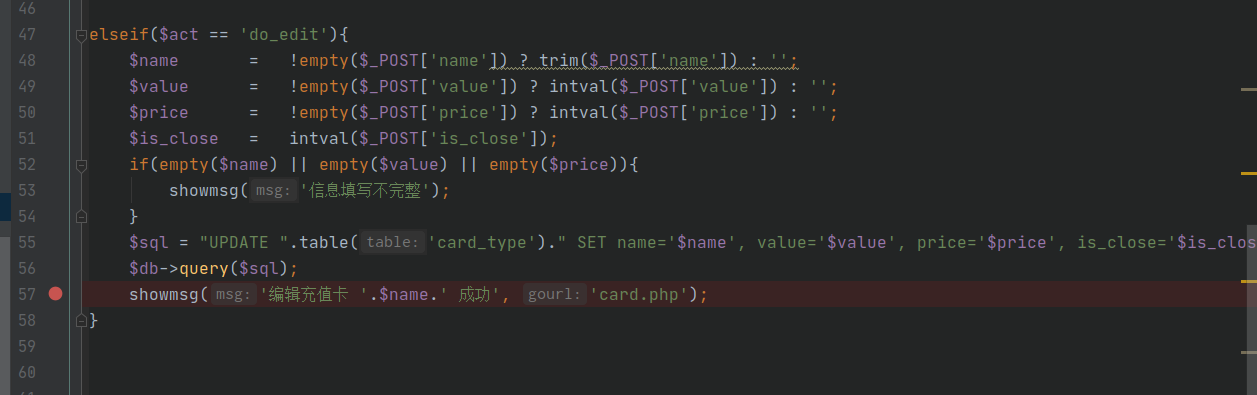 46
47 elseif($act == 'do_edit'){
48 $name = !empty($_POST['name']) ? trim($_POST['name']) : '';
49 $value = !empty($_POST['value']) ? intval($_POST['value']) : '';
50 $price = !empty($_POST['price']) ? intval($_POST['price']) : '';
51 $is_close = intval($_POST['is_close']);
52 if(empty($name) || empty($value) || empty($price)){
53 showmsg( msg: '信息填写不完整');
54 }
55 $sql = "UPDATE ".table( table: 'card_type')." SET name='$name', value='$value', price='$price', is_close='$is_clos
56 $db->query($sql);
57 showmsg( msg: '编辑充值卡 '.$name.' 成功', gourl: 'card.php');
58 }
59
60